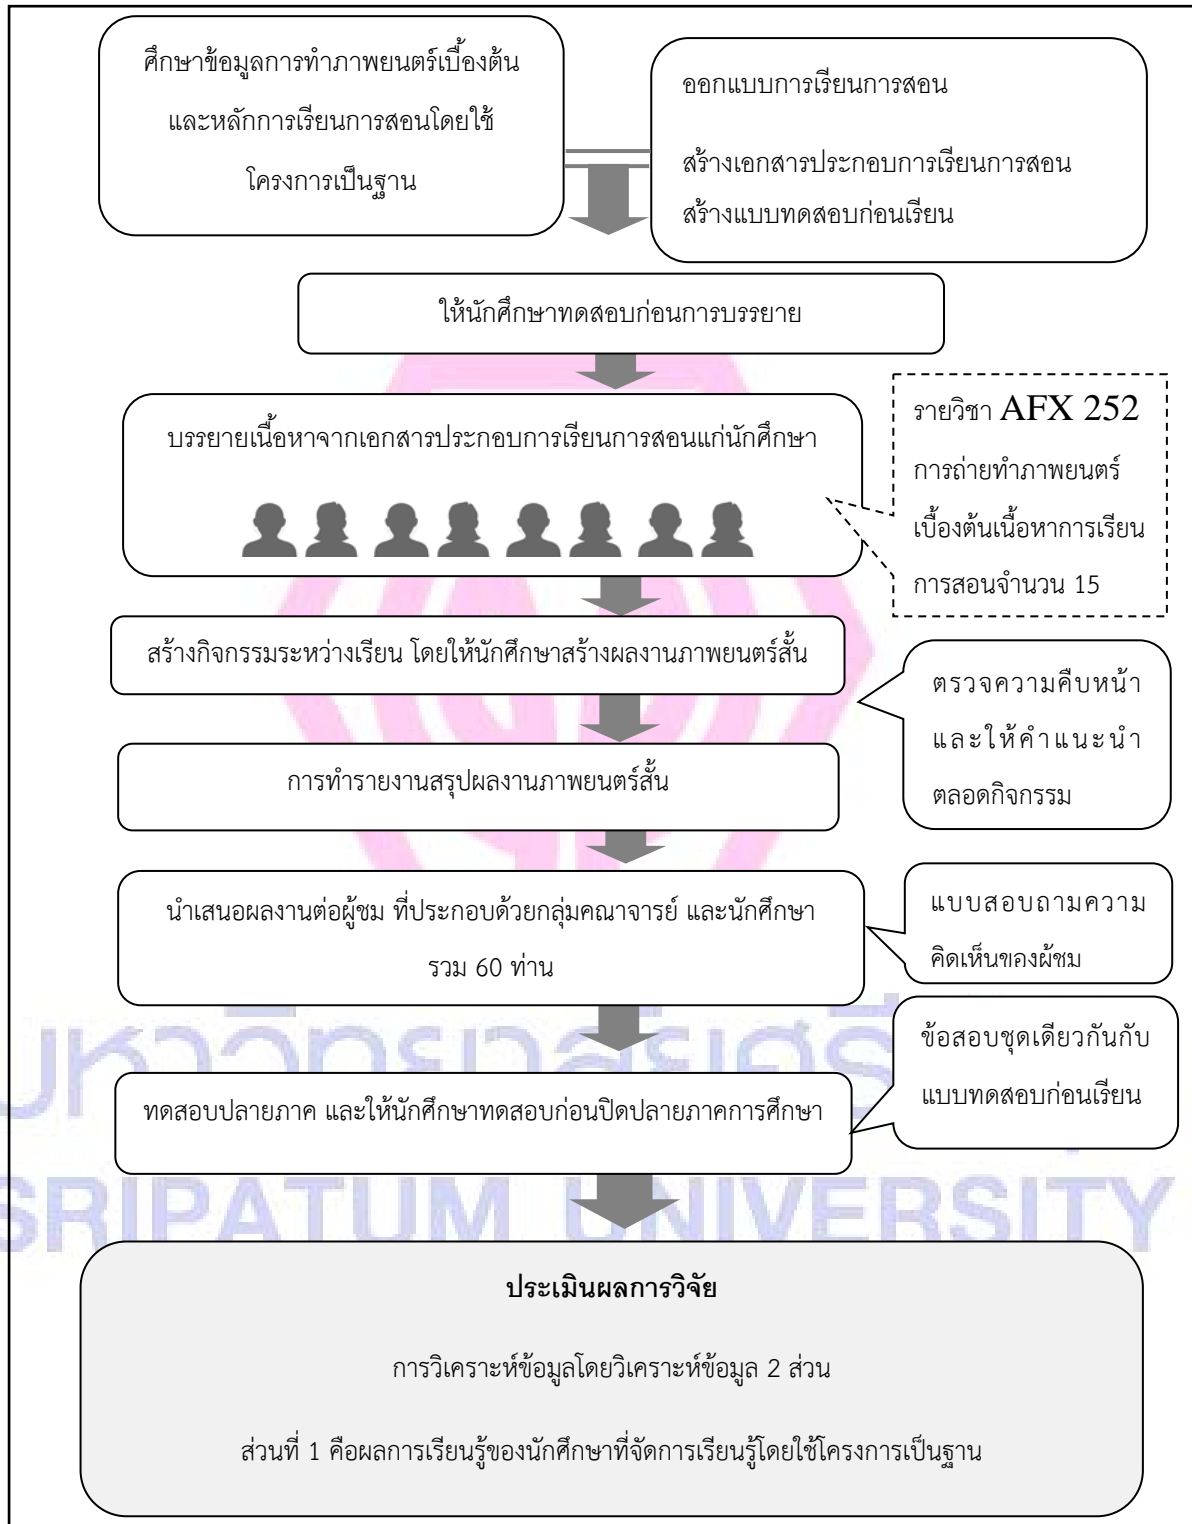 ศึกษาข้อมูลการทำภาพยนตร์เบื้องต้น
และหลักการเรียนการสอนโดยใช้
โครงการเป็นฐาน
ออกแบบการเรียนการสอน
สร้างเอกสารประกอบการเรียนการสอน
สร้างแบบทดสอบก่อนเรียน
ให้นักศึกษาทดสอบก่อนการบรรยาย
บรรยายเนื้อหาจากเอกสารประกอบการเรียนการสอนแก่นักศึกษา
รายวิชา AFX 252
การถ่ายทำภาพยนตร์
เบื้องต้นเนื้อหาการเรียน
การสอนจำนวน 15
สร้างกิจกรรมระหว่างเรียน โดยให้นักศึกษาสร้างผลงานภาพยนตร์สั้น
ตรวจความคืบหน้า
และให้คำแนะนำ
ตลอดกิจกรรม
การทำรายงานสรุปผลงานภาพยนตร์สั้น
นำเสนอผลงานต่อผู้ชม ที่ประกอบด้วยกลุ่มคณาจารย์ และนักศึกษา
รวม 60 ท่าน
แบบสอบถามความ
คิดเห็นของผู้ชม
ข้อสอบชุดเดียวกันกับ
แบบทดสอบก่อนเรียน
ทดสอบปลายภาค และให้นักศึกษาทดสอบก่อนปิดปลายภาคการศึกษา
SRIPATUM UNIVERSITY
ประเมินผลการวิจัย
การวิเคราะห์ข้อมูลโดยวิเคราะห์ข้อมูล 2 ส่วน
ส่วนที่ 1 คือผลการเรียนรู้ของนักศึกษาที่จัดการเรียนรู้โดยใช้โครงการเป็นฐาน